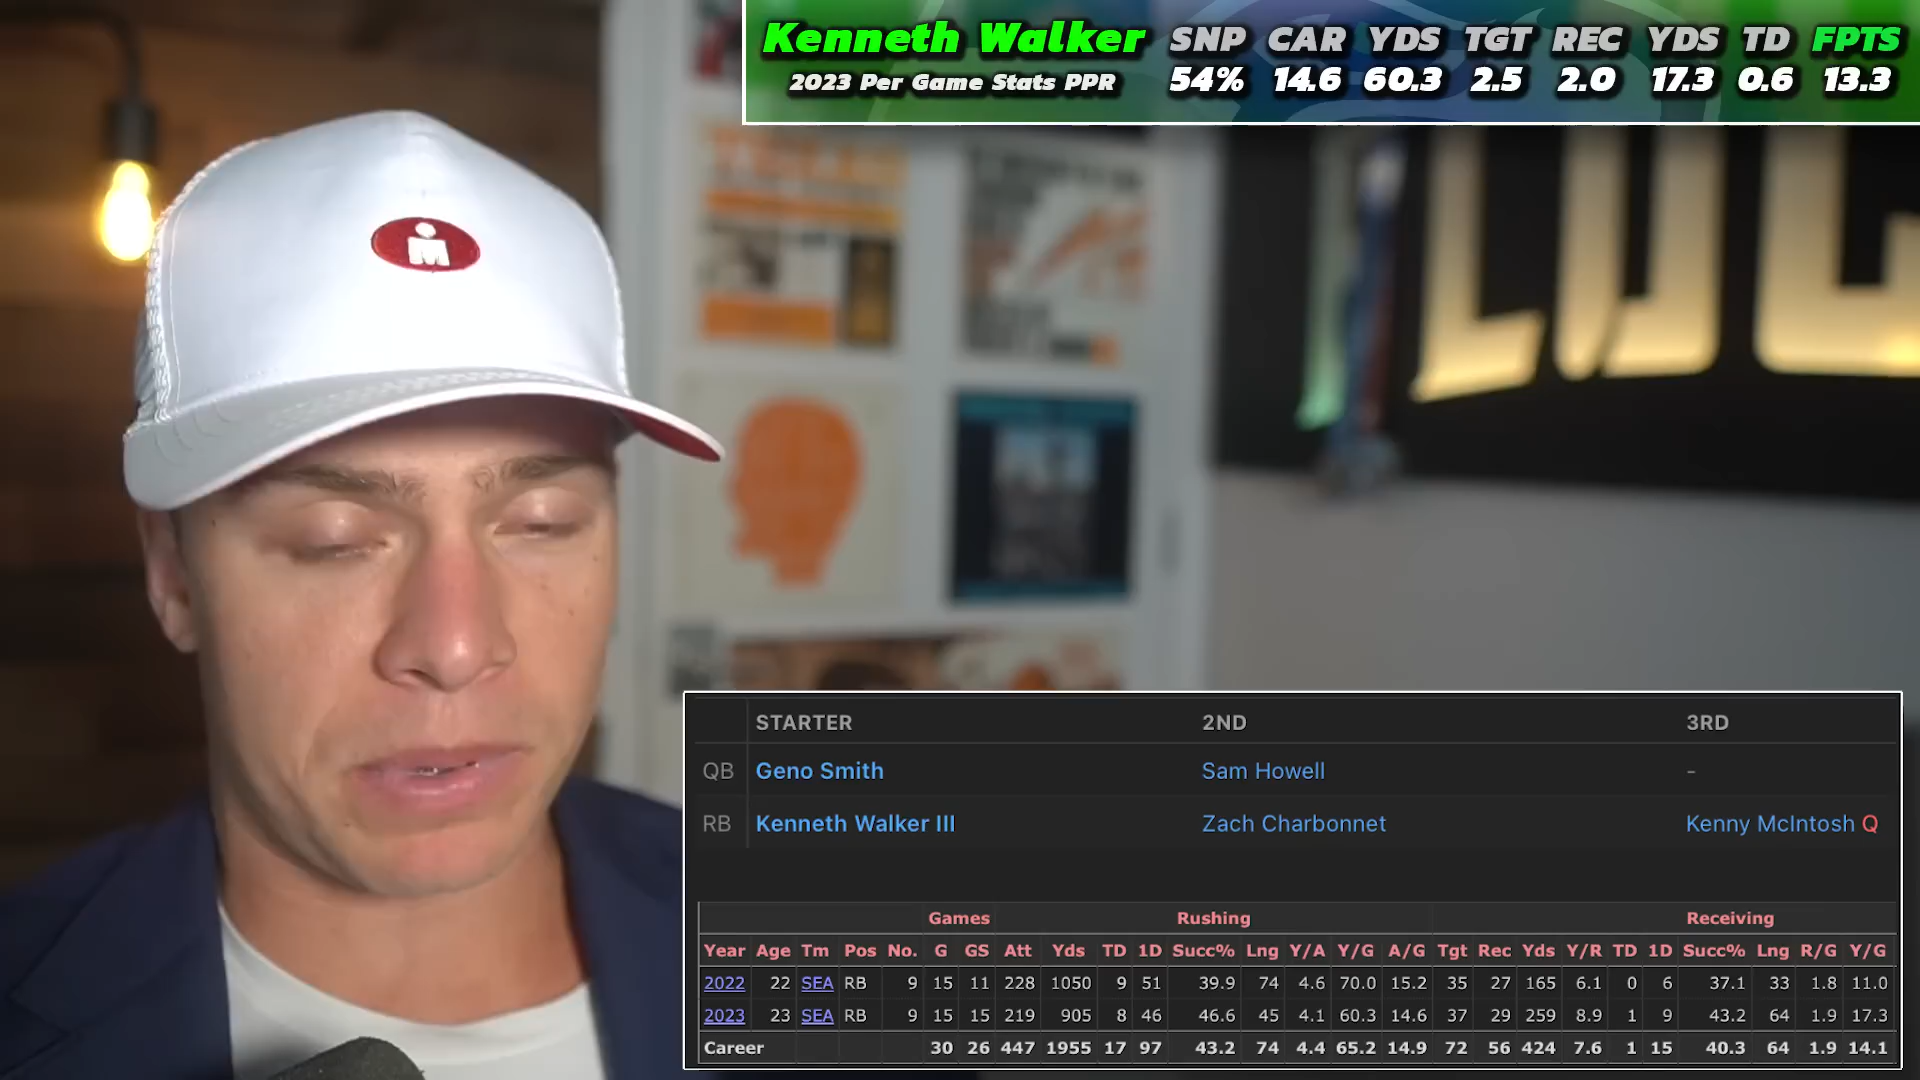 Kenneth Walker SNP CAR YDS TGT REC YDS TD FPTS
2023 Per Game Stats PPR 54% 14.6 60.3 2.5 2.0 17.3 0.6 13.3
M
STARTER 2ND 3RD
QB Geno Smith Sam Howell -
RB Kenneth Walker III Zach Charbonnet Kenny McIntosh Q
Games Rushing Receiving
Year Age Tm Pos No. G GS Att Yds TD 1D Succ% Lng Y/A Y/G A/G Tgt Rec Yds Y/R TD 1D Succ% Lng R/G Y/G
2022 22 SEA RB 9 15 11 228 1050 9 51 39.9 74 4.6 70.0 15.2 35 27 165 6.1 0 6 37.1 33 1.8 11.0
2023 23 SEA RB 9 15 15 219 905 8 46 46.6 45 4.1 60.3 14.6 37 29 259 8.9 1 9 43.2 64 1.9 17.3
Career 30 26 447 1955 17 97 43.2 74 4.4 65.2 14.9 72 56 424 7.6 1 15 40.3 64 1.9 14.1